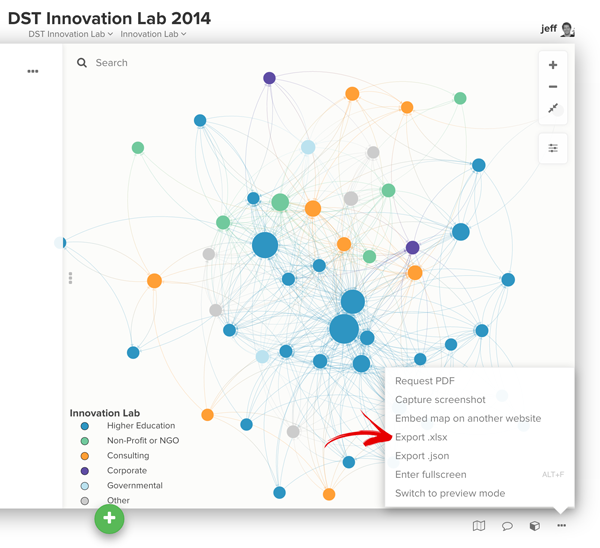 DST Innovation Lab 2014
DST Innovation Lab Innovation Lab
jeff
Search
Innovation Lab
Higher Education
Non-Profit or NGO
Consulting
Corporate
Governmental
Other
Request PDF
Capture screenshot
Embed map on another website
Export .xlsx
Export .json
Enter fullscreen ALT+F
Switch to preview mode